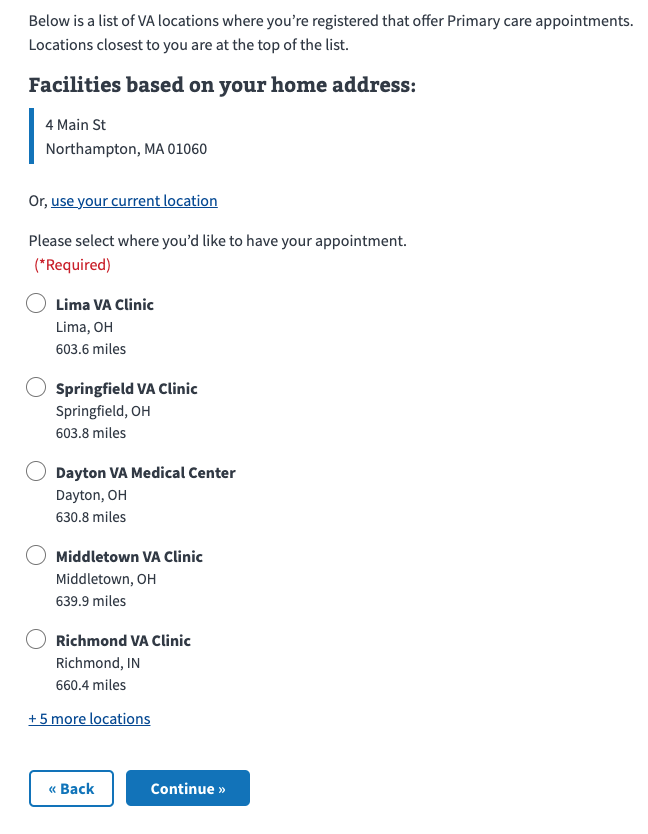 Below is a list of VA locations where you’re registered that offer Primary care appointments.
Locations closest to you are at the top of the list.
Facilities based on your home address:
4 Main St
Northampton, MA 01060
Or, use your current location
Please select where you’d like to have your appointment.
(*Required)
Lima VA Clinic
Lima, OH
603.6 miles
Springfield VA Clinic
Springfield, OH
603.8 miles
Dayton VA Medical Center
Dayton, OH
630.8 miles
Middletown VA Clinic
Middletown, OH
639.9 miles
Richmond VA Clinic
Richmond, IN
660.4 miles
+ 5 more locations
« Back
Continue »